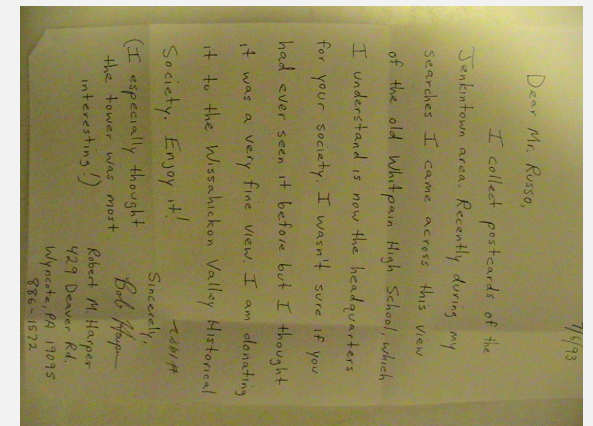 7/6/93
Dear Mr. Russo,
I collect postcards of the
Jenkintown area. Recently during my
searches I came across this view
of the old Whitpain High School, which
I understand is now the headquarters
for your society. I wasn't sure if you
had ever seen it before but I thought
it was a very fine view. I am donating
it to the Wissahickon Valley Historical
Society. Enjoy it!
(I especially thought
the tower was most
interesting!)
Sincerely,
Bob Harper
Robert M. Harper
429 Deaver Rd.
Wyncote, PA 19095
886-1572